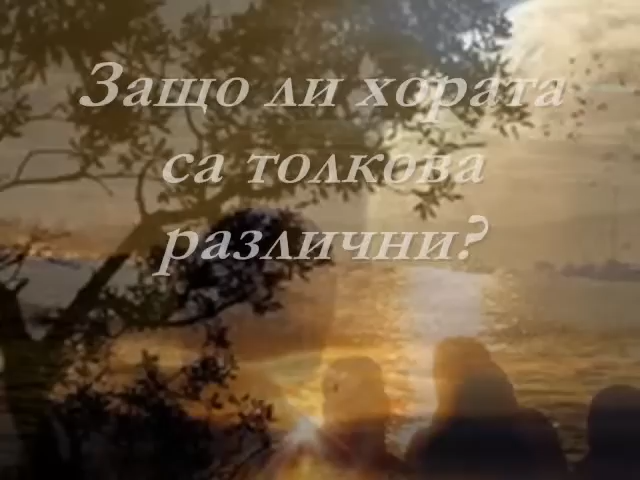 Защо ли хората
са толкова
различни?